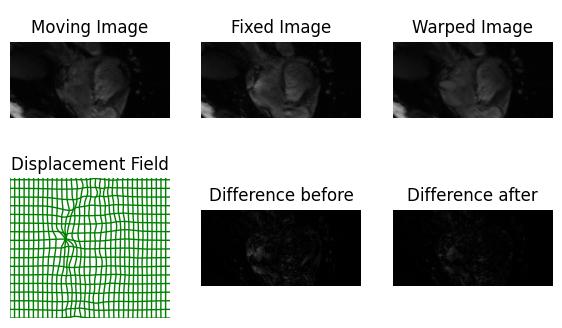 Moving Image
Fixed Image
Warped Image
Displacement Field
Difference before
Difference after